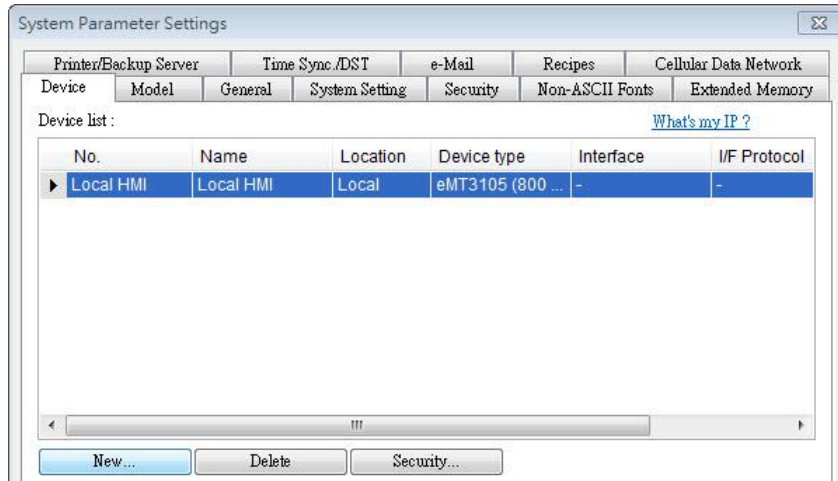 System Parameter Settings
Printer/Backup Server Time Sync./DST e-Mail Recipes Cellular Data Network
Device Model General System Setting Security Non-ASCII Fonts Extended Memory
Device list : What's my IP ?
No. Name Location Device type Interface I/F Protocol
Local HMI Local HMI Local eMT3105 (800 ... - -
New... Delete Security...